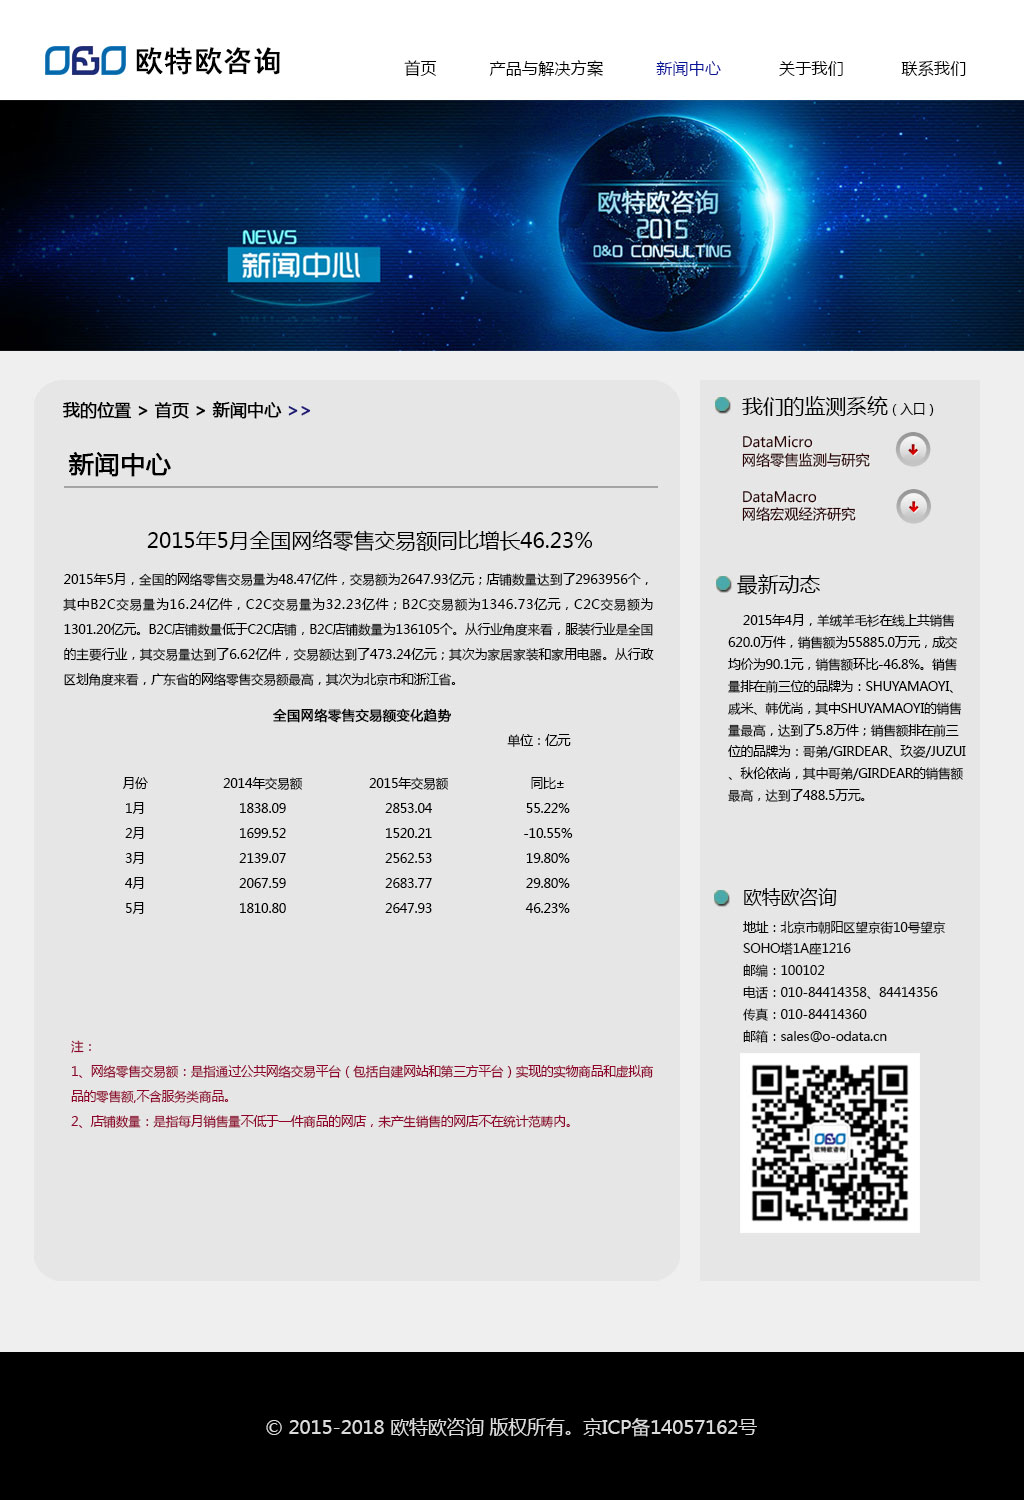 O&O 欧特欧咨询
首页 产品与解决方案 新闻中心 关于我们 联系我们
NEWS
新闻中心
欧特欧咨询
2015
O&O CONSULTING
我的位置 > 首页 > 新闻中心 >>
新闻中心
2015年5月全国网络零售交易额同比增长46.23%
2015年5月，全国的网络零售交易量为48.47亿件，交易额为2647.93亿元；店铺数量达到了2963956个，
其中B2C交易量为16.24亿件，C2C交易量为32.23亿件；B2C交易额为1346.73亿元，C2C交易额为
1301.20亿元。B2C店铺数量低于C2C店铺，B2C店铺数量为136105个。从行业角度来看，服装行业是全国
的主要行业，其交易量达到了6.62亿件，交易额达到了473.24亿元；其次为家居家装和家用电器。从行政
区划角度来看，广东省的网络零售交易额最高，其次为北京市和浙江省。
全国网络零售交易额变化趋势
单位：亿元
月份 2014年交易额 2015年交易额 同比±
1月 1838.09 2853.04 55.22%
2月 1699.52 1520.21 -10.55%
3月 2139.07 2562.53 19.80%
4月 2067.59 2683.77 29.80%
5月 1810.80 2647.93 46.23%
注：
1、网络零售交易额：是指通过公共网络交易平台（包括自建网站和第三方平台）实现的实物商品和虚拟商
品的零售额,不含服务类商品。
2、店铺数量：是指每月销售量不低于一件商品的网店，未产生销售的网店不在统计范畴内。
我们的监测系统（入口）
DataMicro
网络零售监测与研究
DataMacro
网络宏观经济研究
最新动态
2015年4月，羊绒羊毛衫在线上共销售
620.0万件，销售额为55885.0万元，成交
均价为90.1元，销售额环比-46.8%。销售
量排在前三位的品牌为：SHUYAMAOYI、
戚米、韩优尚，其中SHUYAMAOYI的销售
量最高，达到了5.8万件；销售额排在前三
位的品牌为：哥弟/GIRDEAR、玖姿/JUZUI
、秋伦依尚，其中哥弟/GIRDEAR的销售额
最高，达到了488.5万元。
欧特欧咨询
地址：北京市朝阳区望京街10号望京
SOHO塔1A座1216
邮编：100102
电话：010-84414358、84414356
传真：010-84414360
邮箱：sales@o-odata.cn
O&O
欧特欧咨询
© 2015-2018 欧特欧咨询 版权所有。京ICP备14057162号